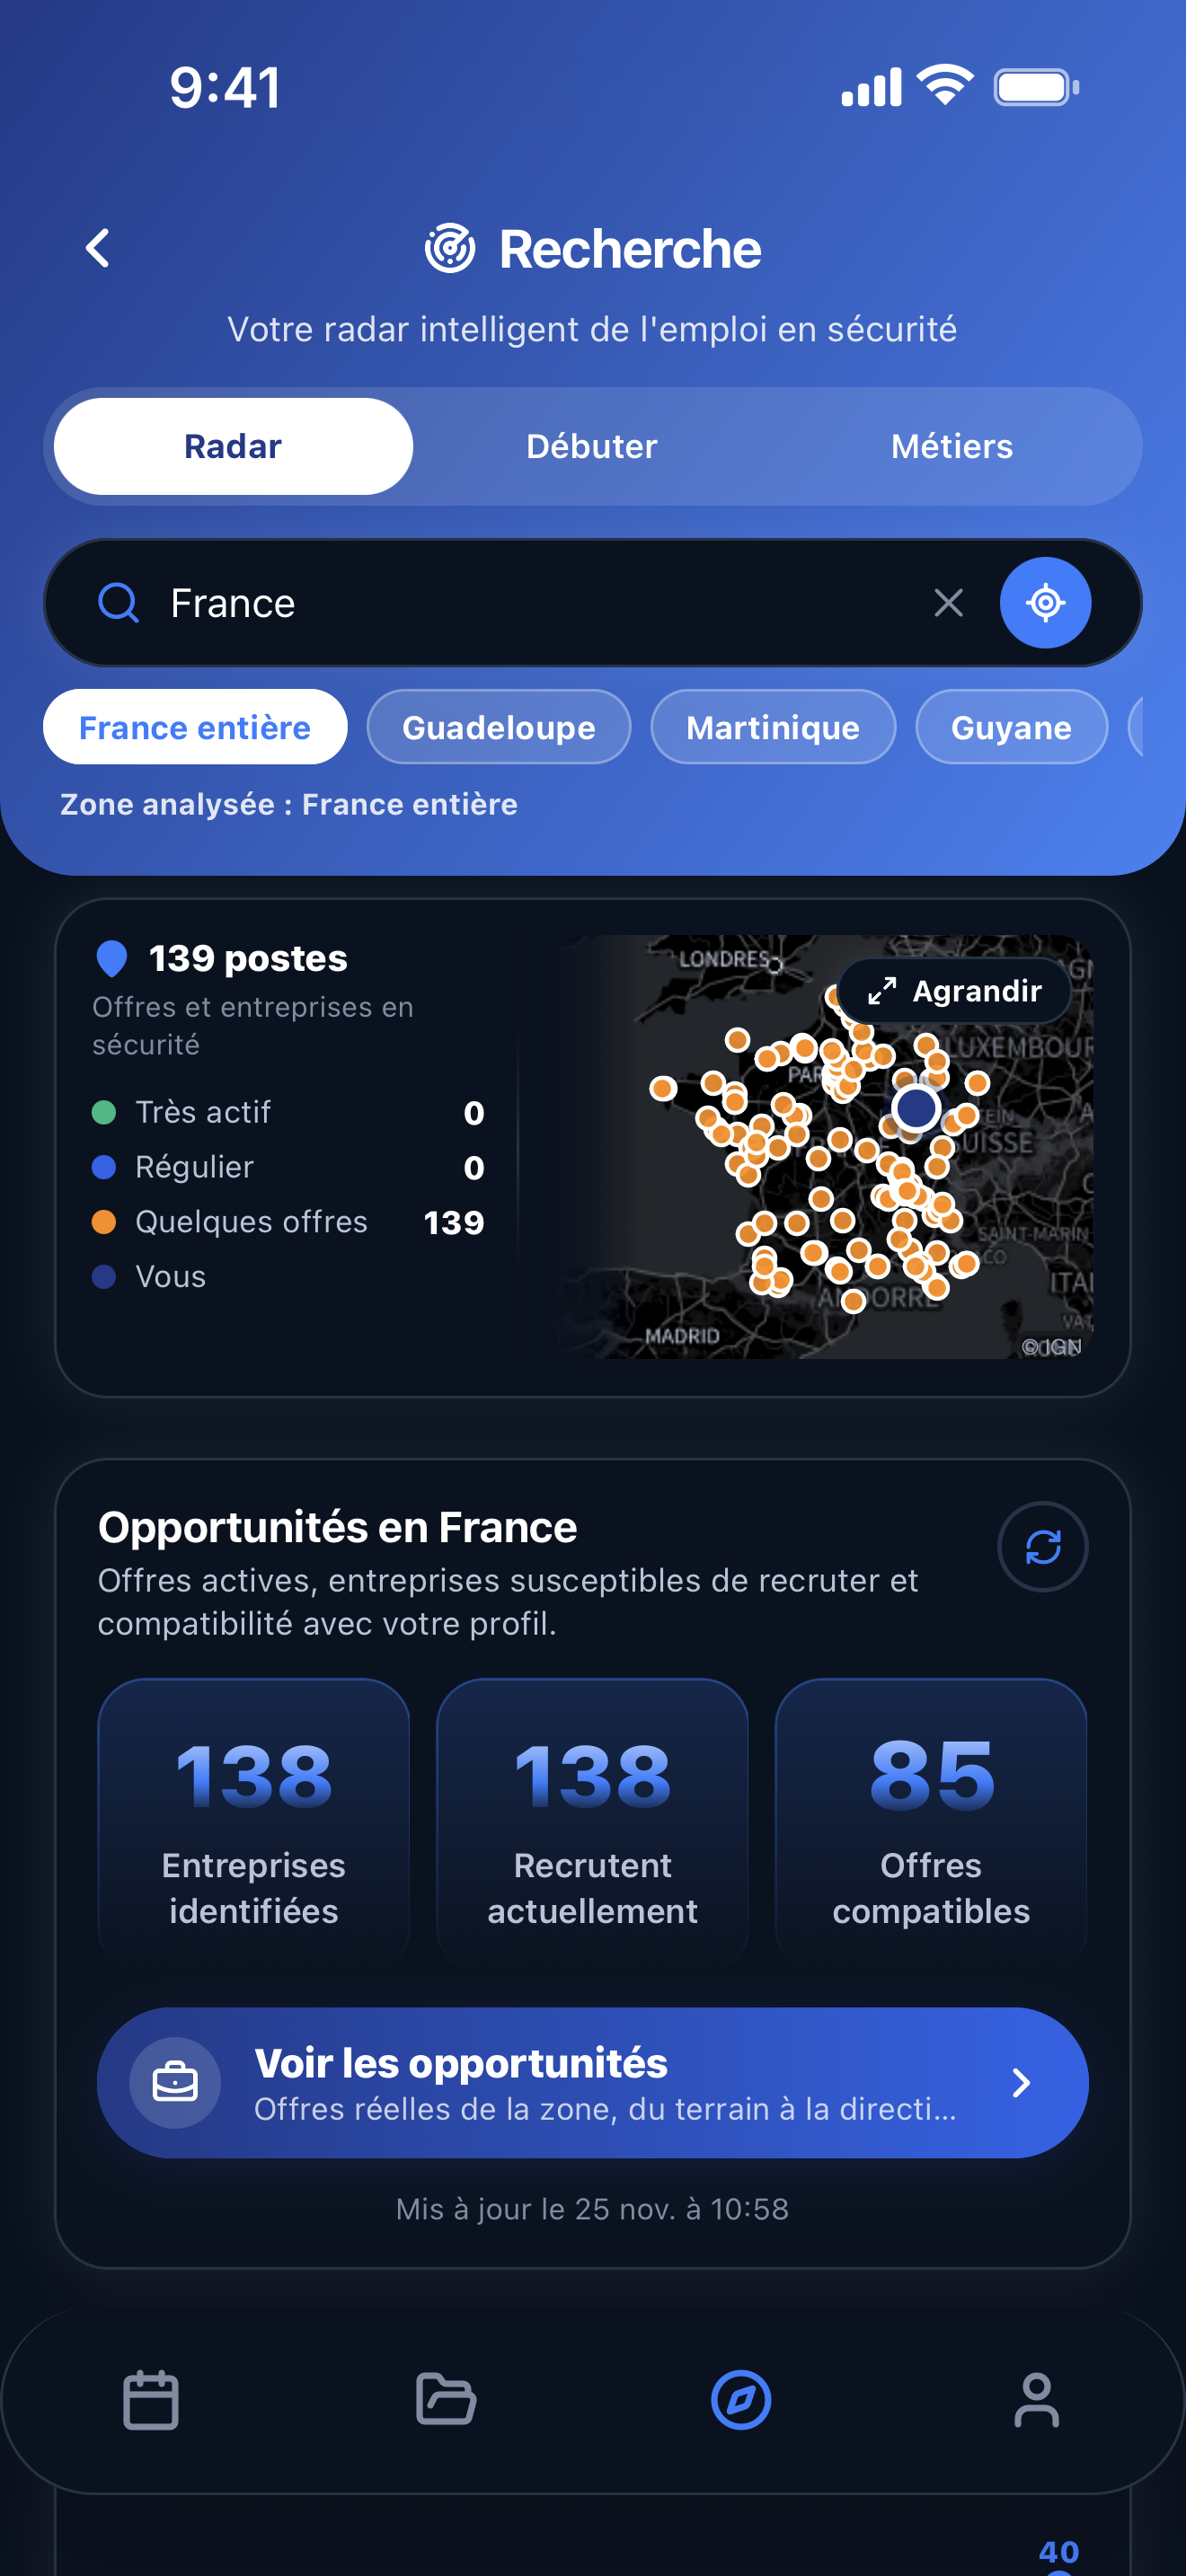 9:41
Recherche
Votre radar intelligent de l'emploi en sécurité
Radar
Débuter
Métiers
France
France entière
Guadeloupe
Martinique
Guyane
Zone analysée : France entière
139 postes
Offres et entreprises en
sécurité
Très actif 0
Régulier 0
Quelques offres 139
Vous
LONDRES
Agrandir
LUXEMBOUR
SUISSE
SAINT-MARIN
ITAL
ANDORRE
MADRID
© IGN
Opportunités en France
Offres actives, entreprises susceptibles de recruter et
compatibilité avec votre profil.
138
Entreprises
identifiées
138
Recrutent
actuellement
85
Offres
compatibles
Voir les opportunités
Offres réelles de la zone, du terrain à la directi...
Mis à jour le 25 nov. à 10:58
40